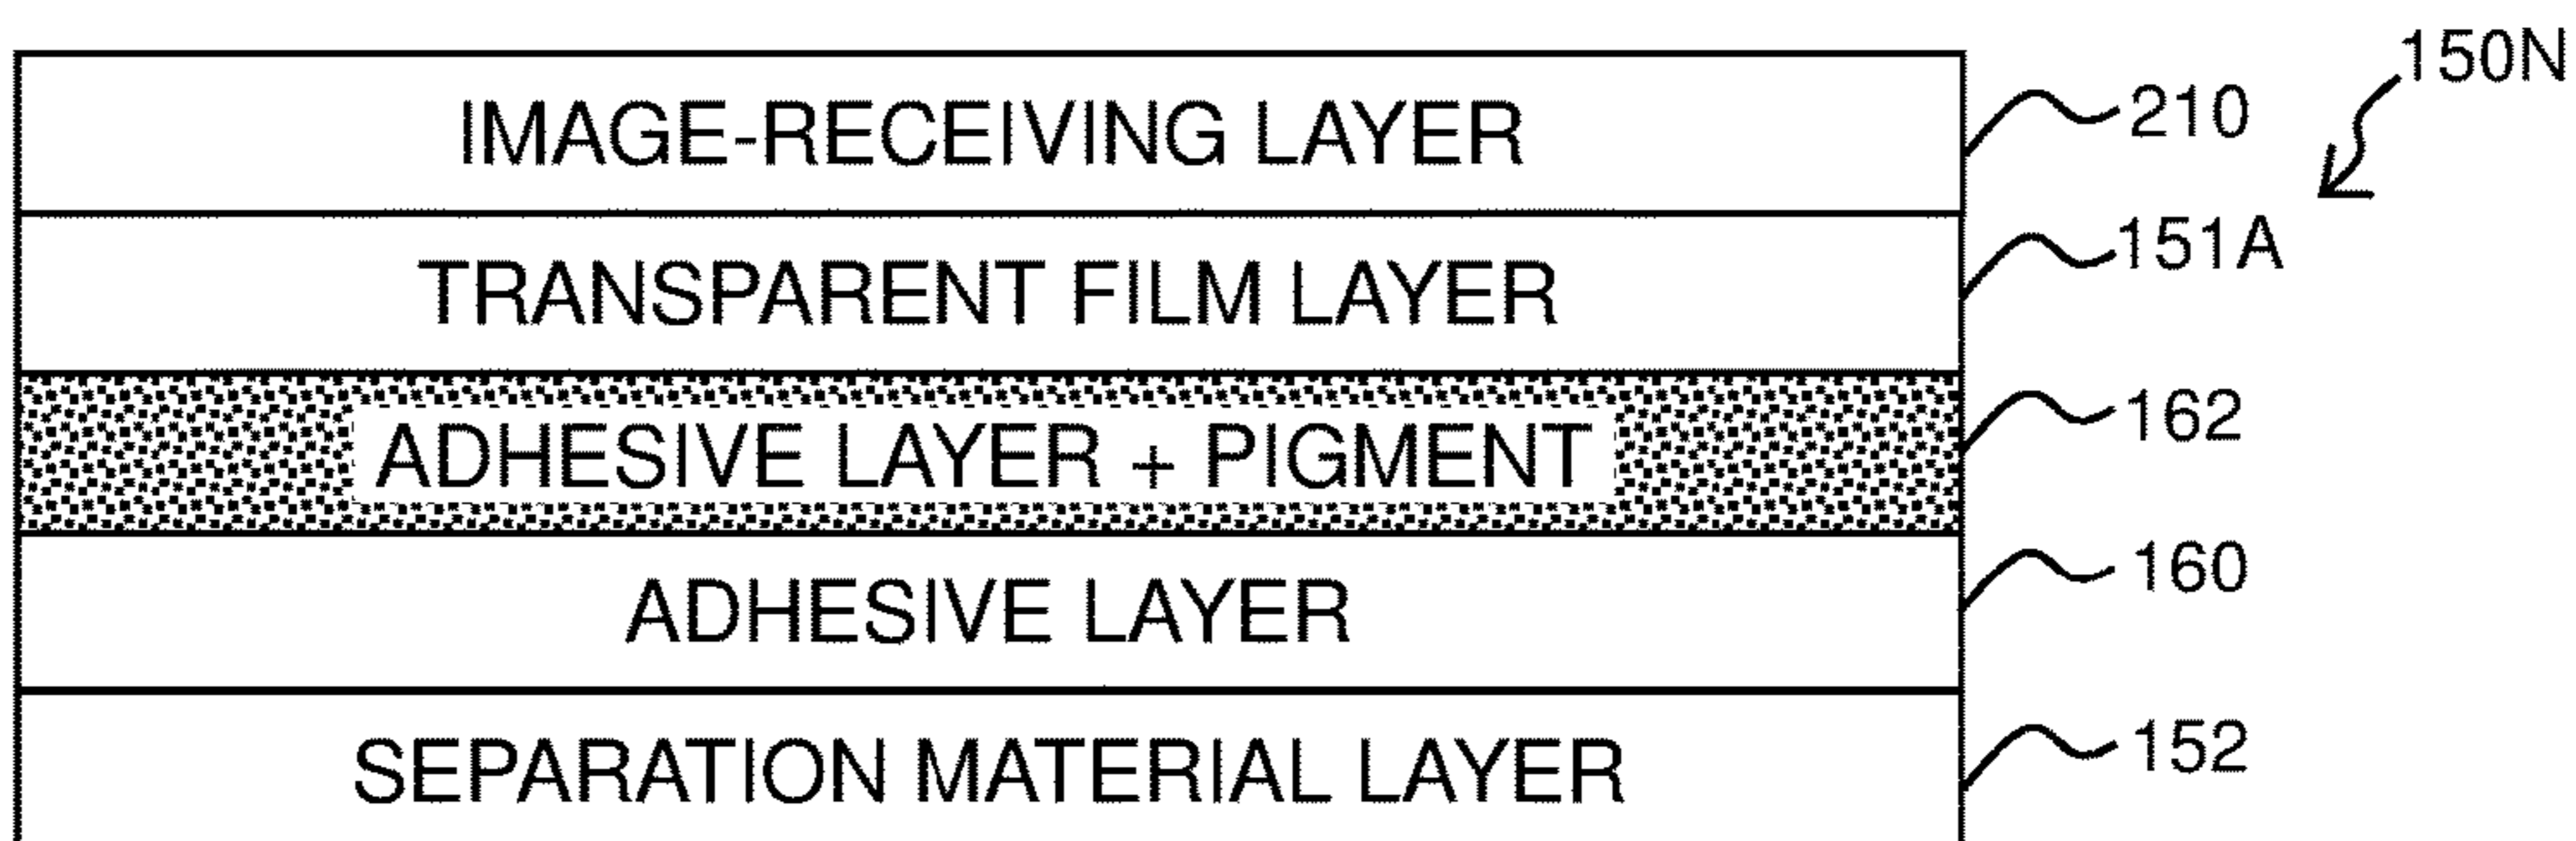 150N
IMAGE-RECEIVING LAYER 210
TRANSPARENT FILM LAYER 151A
ADHESIVE LAYER + PIGMENT 162
ADHESIVE LAYER 160
SEPARATION MATERIAL LAYER 152